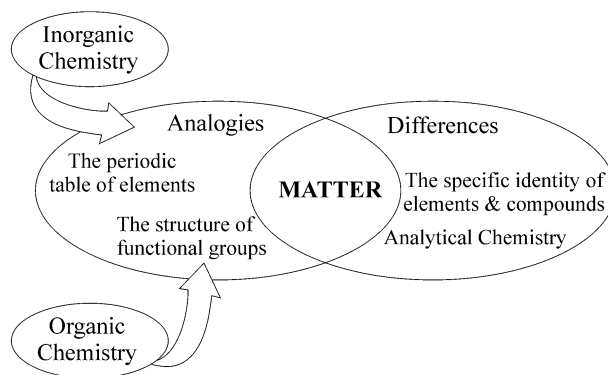 Inorganic
Chemistry
Analogies
Differences
The periodic
table of elements
MATTER
The specific identity of
elements & compounds
The structure of
functional groups
Analytical Chemistry
Organic
Chemistry